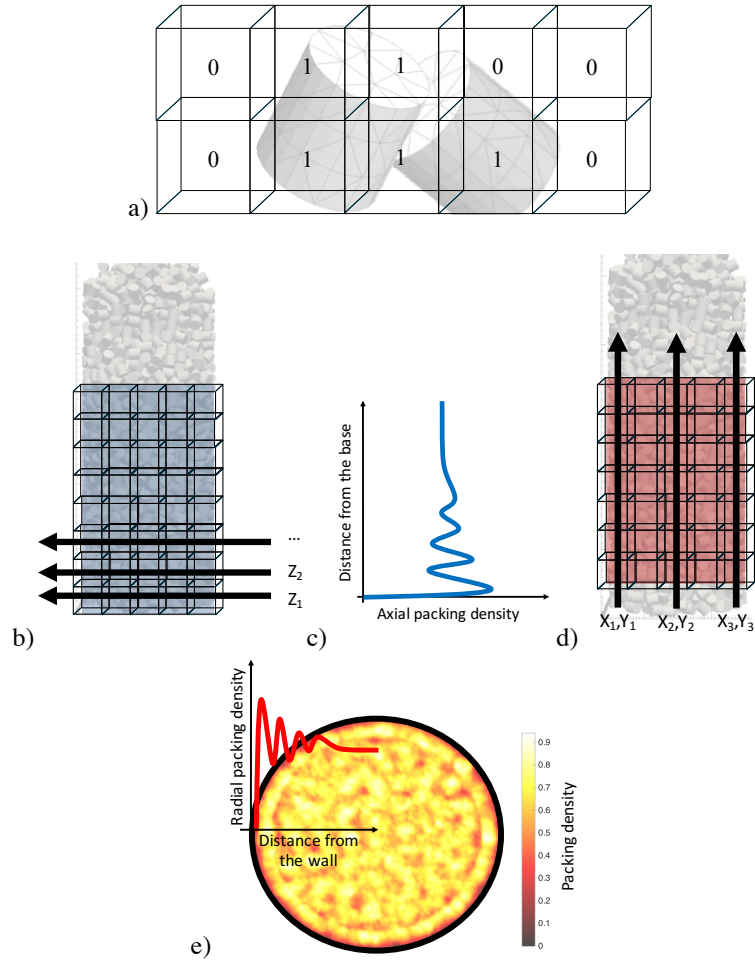 0 1 1 0 0
0 1 1 1 0
a)
...
Z2
Z1
b)
Distance from the base
Axial packing density
c)
X1,Y1 X2,Y2 X3,Y3
d)
Radial packing density
Distance from
the wall
0.9
0.8
0.7
0.6
0.5
0.4
0.3
0.2
0.1
0
Packing density
e)